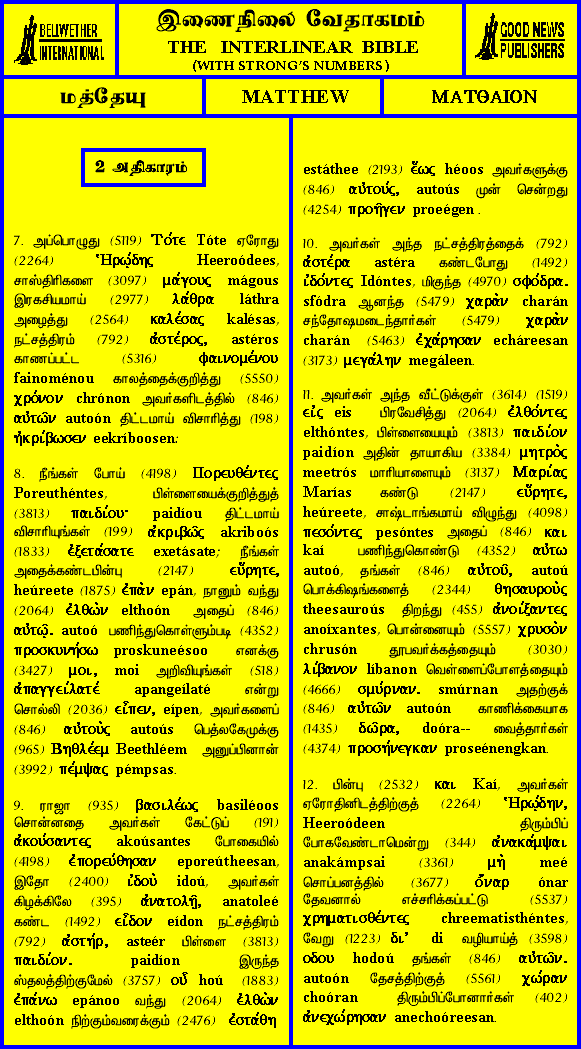 BELLWETHER
INTERNATIONAL
இணைநிலை வேதாகமம்
THE INTERLINEAR BIBLE
(WITH STRONG'S NUMBERS)
GOOD NEWS
PUBLISHERS
மத்தேயு
MATTHEW
ΜΑΤΘΑΙΟΝ
2 அதிகாரம்
7. அப்பொழுது (5119) Τότε Tóte ஏரோது
(2264) Ἡρῴδης Heeroódees,
சாஸ்திரிகளை (3097) μάγους mágous
இரகசியமாய் (2977) λάθρα láthra
அழைத்து (2564) καλέσας kalésas,
நட்சத்திரம் (792) ἀστέρος, astéros
காணப்பட்ட (5316) φαινομένου
fainoménou காலத்தைக்குறித்து (5550)
χρόνον chrónon அவர்களிடத்தில் (846)
αὐτῶν autoón திட்டமாய் விசாரித்து (198)
ἠκρίβωσεν eekríboosen;
8. நீங்கள் போய் (4198) Πορευθέντες
Poreuthéntes, பிள்ளையைக்குறித்துத்
(3813) παιδίου· paidíou திட்டமாய்
விசாரியுங்கள் (199) ἀκριβῶς akriboós
(1833) ἐξετάσατε exetásate; நீங்கள்
அதைக்கண்டபின்பு (2147) εὕρητε,
heúreete (1875) ἐπὰν epán, நானும் வந்து
(2064) ἐλθὼν elthoón அதைப் (846)
αὐτῷ. autoó பணிந்துகொள்ளும்படி (4352)
προσκυνήσω proskuneésoo எனக்கு
(3427) μοι, moi அறிவியுங்கள் (518)
ἀπαγγείλατέ apangeílaté என்று
சொல்லி (2036) εἶπεν, eípen, அவர்களைப்
(846) αὐτοὺς autoús பெத்லகேமுக்கு
(965) Βηθλέεμ Beethléem அனுப்பினான்
(3992) πέμψας pémpsas.
9. ராஜா (935) βασιλέως basiléoos
சொன்னதை அவர்கள் கேட்டுப் (191)
ἀκούσαντες akoúsantes போகையில்
(4198) ἐπορεύθησαν eporeútheesan,
இதோ (2400) ἰδοὺ idoú, அவர்கள்
கிழக்கிலே (395) ἀνατολῇ, anatoleé
கண்ட (1492) εἶδον eídon நட்சத்திரம்
(792) ἀστήρ, asteér பிள்ளை (3813)
παιδίον. paidíon இருந்த
ஸ்தலத்திற்குமேல் (3757) οὗ hoú (1883)
ἐπάνω epánoo வந்து (2064) ἐλθὼν
elthoón நிற்கும்வரைக்கும் (2476) ἐστάθη
estáthee (2193) ἕως héoos அவர்களுக்கு
(846) αὐτούς, autoús முன் சென்றது
(4254) προῆγεν proeégen .
10. அவர்கள் அந்த நட்சத்திரத்தைக் (792)
ἀστέρα astéra கண்டபோது (1492)
ἰδόντες Idóntes, மிகுந்த (4970) σφόδρα.
sfódra ஆனந்த (5479) χαρὰν charán
சந்தோஷமடைந்தார்கள் (5479) χαρὰν
charán (5463) ἐχάρησαν echáreesan
(3173) μεγάλην megáleen.
11. அவர்கள் அந்த வீட்டுக்குள் (3614) (1519)
εἰς eis பிரவேசித்து (2064) ἐλθόντες
elthóntes, பிள்ளையையும் (3813) παιδίον
paidíon அதின் தாயாகிய (3384) μητρὸς
meetrós மாரியாளையும் (3137) Μαρίας
Marías கண்டு (2147) εὕρητε,
heúreete, சாஷ்டாங்கமாய் விழுந்து (4098)
πεσόντες pesóntes அதைப் (846) και
kaí பணிந்துகொண்டு (4352) αὐτω
autoó, தங்கள் (846) αὐτοῦ, autoú
பொக்கிஷங்களைத் (2344) θησαυροὺς
theesauroús திறந்து (455) ἀνοίξαντες
anoíxantes, பொன்னையும் (5557) χρυσὸν
chrusón தூபவர்க்கத்தையும் (3030)
λίβανον líbanon வெள்ளைப்போளத்தையும்
(4666) σμύρναν. smúrnan அதற்குக்
(846) αὐτῶν autoón காணிக்கையாக
(1435) δῶρα, doóra-- வைத்தார்கள்
(4374) προσήνεγκαν proseénengkan.
12. பின்பு (2532) και Kaí, அவர்கள்
ஏரோதினிடத்திற்குத் (2264) Ἡρῴδην,
Heeroódeen திரும்பிப்
போகவேண்டாமென்று (344) ἀνακάμψαι
anakámpsai (3361) μὴ meé
சொப்பனத்தில் (3677) ὄναρ ónar
தேவனால் எச்சரிக்கப்பட்டு (5537)
χρηματισθέντες chreematisthéntes,
வேறு (1223) δι' di வழியாய்த் (3598)
οδου hodoú தங்கள் (846) αὐτῶν.
autoón தேசத்திற்குத் (5561) χώραν
choóran திரும்பிப்போனார்கள் (402)
ἀνεχώρησαν anechoóreesan.